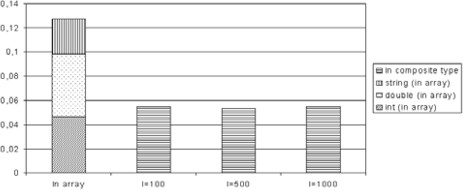 0,14
0,12
0,1
0,08
0,06
0,04
0,02
0
In array
I=100
I=500
I=1000
In composite type
string (in array)
double (in array)
int (in array)